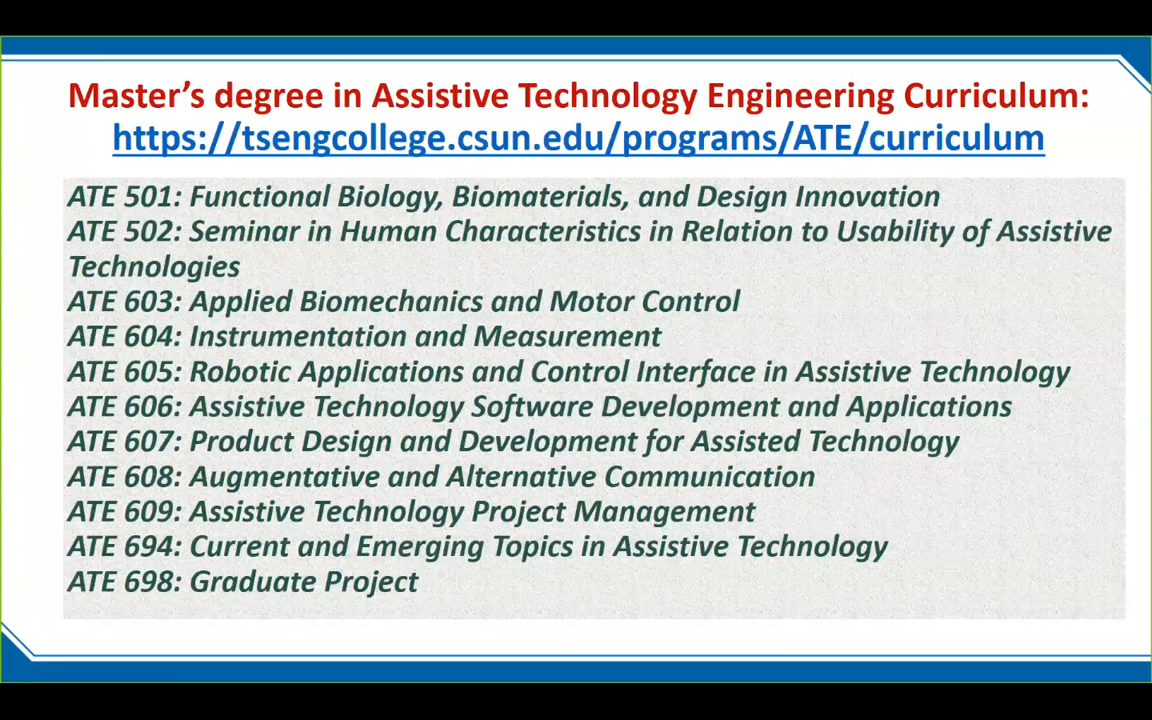 Master’s degree in Assistive Technology Engineering Curriculum:
https://tsengcollege.csun.edu/programs/ATE/curriculum
ATE 501: Functional Biology, Biomaterials, and Design Innovation
ATE 502: Seminar in Human Characteristics in Relation to Usability of Assistive
Technologies
ATE 603: Applied Biomechanics and Motor Control
ATE 604: Instrumentation and Measurement
ATE 605: Robotic Applications and Control Interface in Assistive Technology
ATE 606: Assistive Technology Software Development and Applications
ATE 607: Product Design and Development for Assisted Technology
ATE 608: Augmentative and Alternative Communication
ATE 609: Assistive Technology Project Management
ATE 694: Current and Emerging Topics in Assistive Technology
ATE 698: Graduate Project